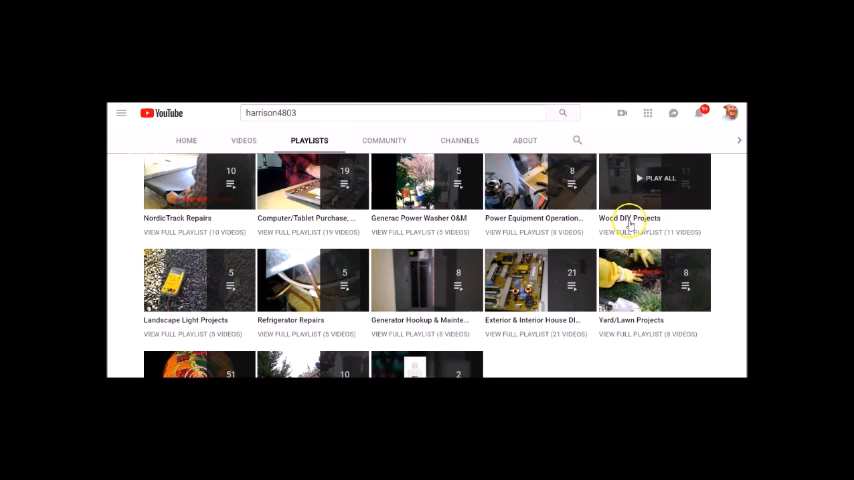 YouTube
harrison4803
9+
HOME VIDEOS PLAYLISTS COMMUNITY CHANNELS ABOUT
10 19 5 8 PLAY ALL 11
NordicTrack Repairs Computer/Tablet Purchase, ... Generac Power Washer O&M Power Equipment Operation... Wood DIY Projects
VIEW FULL PLAYLIST (10 VIDEOS) VIEW FULL PLAYLIST (19 VIDEOS) VIEW FULL PLAYLIST (5 VIDEOS) VIEW FULL PLAYLIST (8 VIDEOS) VIEW FULL PLAYLIST (11 VIDEOS)
5 5 8 21 8
Landscape Light Projects Refrigerator Repairs Generator Hookup & Mainte... Exterior & Interior House DI... Yard/Lawn Projects
VIEW FULL PLAYLIST (5 VIDEOS) VIEW FULL PLAYLIST (5 VIDEOS) VIEW FULL PLAYLIST (8 VIDEOS) VIEW FULL PLAYLIST (21 VIDEOS) VIEW FULL PLAYLIST (8 VIDEOS)
51 10 2